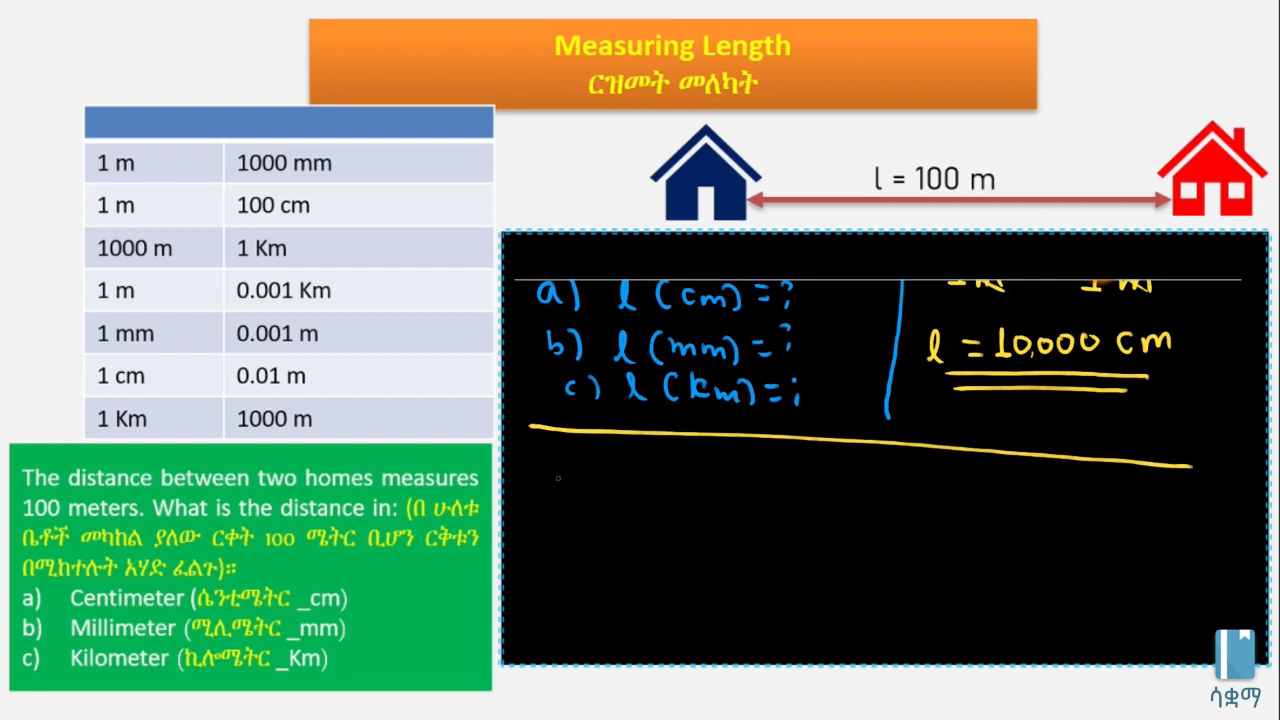 Measuring Length
ርዝመት መለካት
1 m 1000 mm
1 m 100 cm
1000 m 1 Km
1 m 0.001 Km
1 mm 0.001 m
1 cm 0.01 m
1 Km 1000 m
l = 100 m
The distance between two homes measures
100 meters. What is the distance in: (በ ሁለቱ
ቤቶች መካከል ያለው ርቀት 100 ሜትር ቢሆን ርቅቱን
በሚከተሉት አሃድ ፈልጉ)።
a) Centimeter (ሴንቲሜትር _cm)
b) Millimeter (ሚሊሜትር _mm)
c) Kilometer (ኪሎሜትር _Km)
a) l (cm) = ?
b) l (mm) = ?
c) l (km) = ;
l = 10,000 cm
ሳቋማ